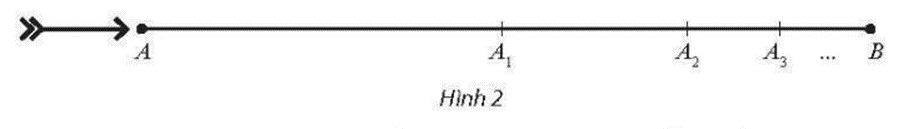 A A₁ A₂ A₃ ... B
Hình 2